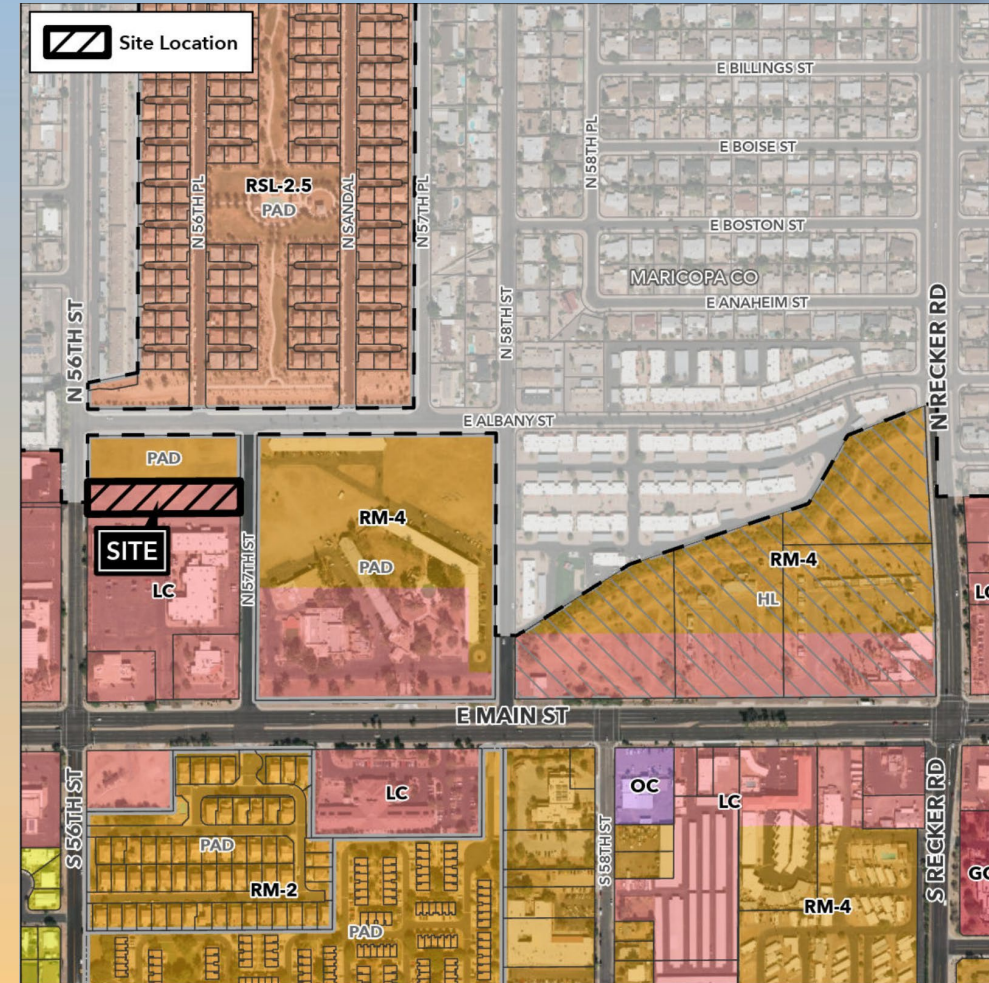 Site Location
E BILLINGS ST
N 58TH PL
E BOISE ST
RSL-2.5
PAD
N 56TH PL
N SANDAL
N 57TH PL
E BOSTON ST
MARICOPA CO
E ANAHEIM ST
N 56TH ST
N 58TH ST
N RECKER RD
E ALBANY ST
PAD
RM-4
PAD
SITE
LC
N 57TH ST
RM-4
HL
E MAIN ST
S 56TH ST
LC
OC
LC
S RECKER RD
PAD
RM-2
S 58TH ST
RM-4
PAD